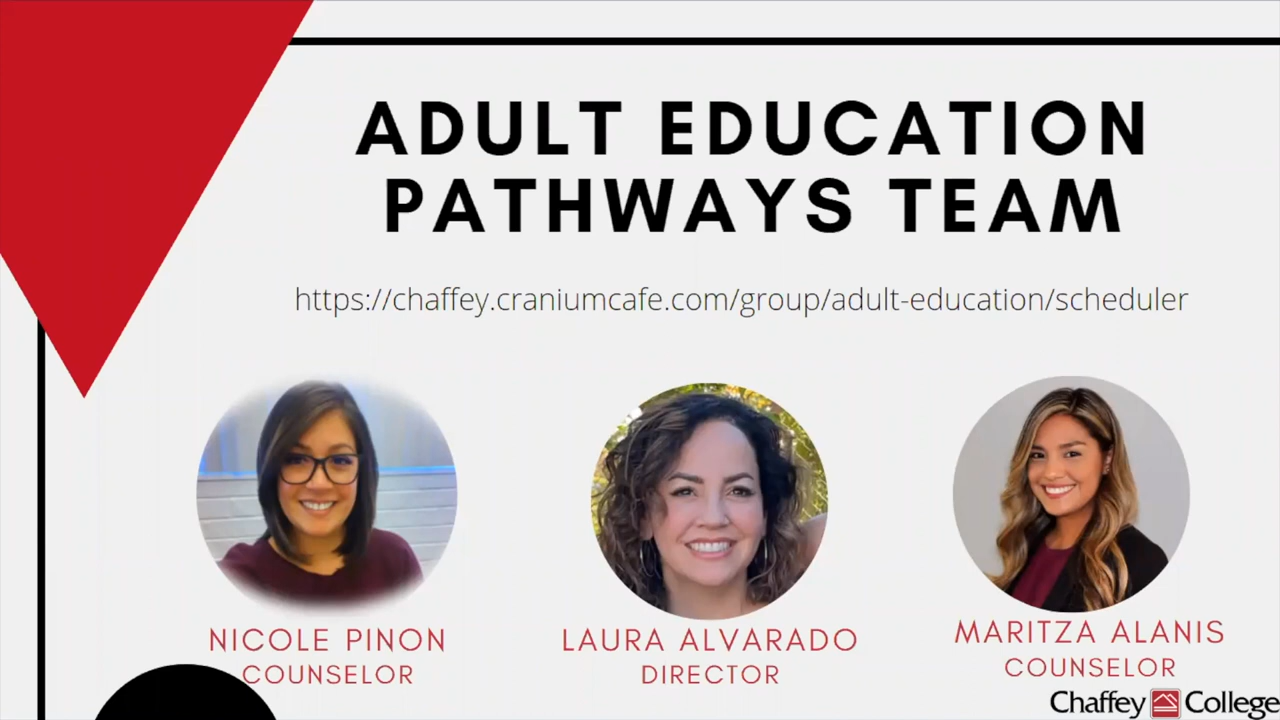 ADULT EDUCATION
PATHWAYS TEAM
https://chaffey.craniumcafe.com/group/adult-education/scheduler
NICOLE PINON
COUNSELOR
LAURA ALVARADO
DIRECTOR
MARITZA ALANIS
COUNSELOR
Chaffey College